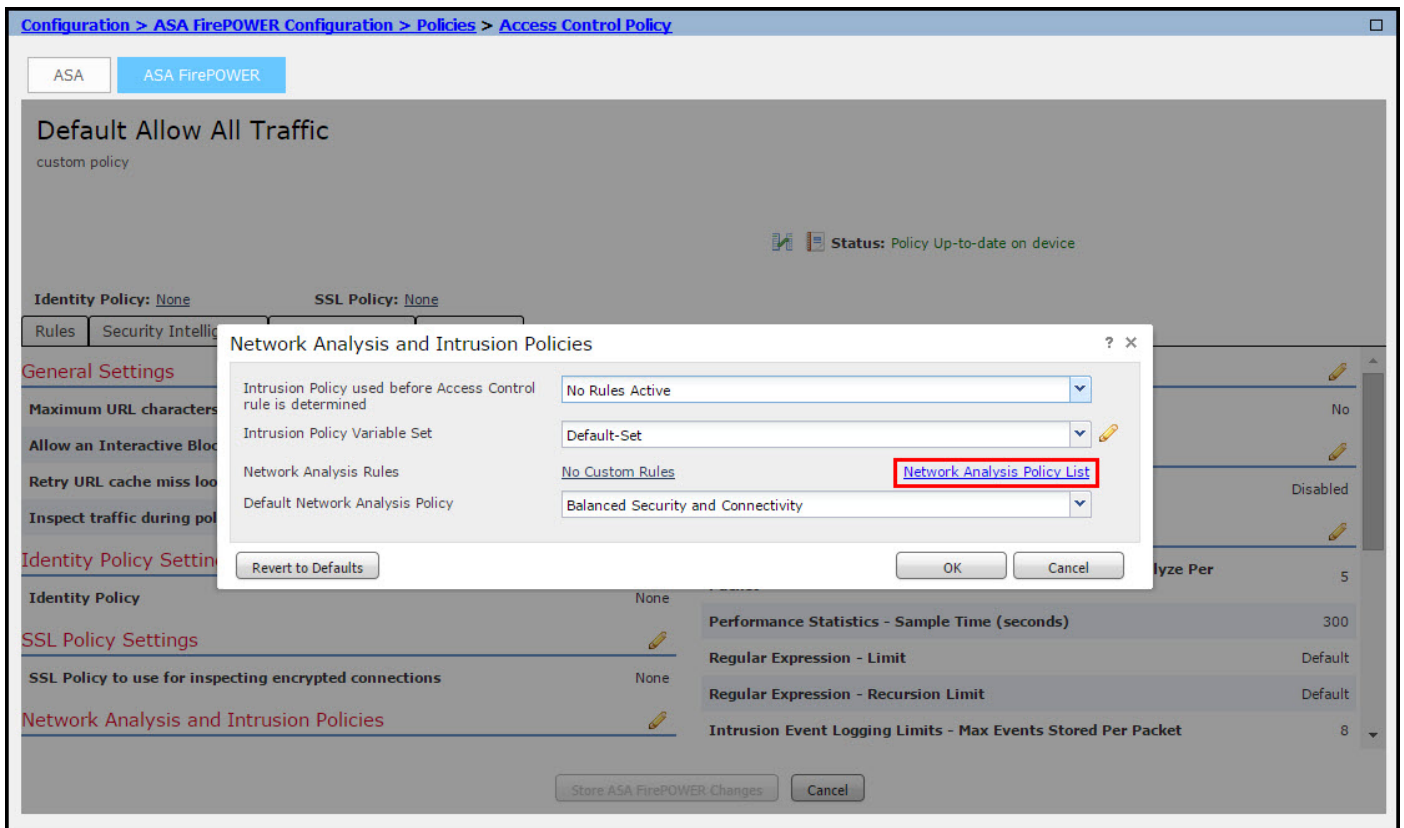 Configuration > ASA FirePOWER Configuration > Policies > Access Control Policy
ASA
ASA FirePOWER
Default Allow All Traffic
custom policy
Status: Policy Up-to-date on device
Identity Policy: None
SSL Policy: None
Rules
Security Intellig
Network Analysis and Intrusion Policies
?
Intrusion Policy used before Access Control
rule is determined
No Rules Active
Intrusion Policy Variable Set
Default-Set
Network Analysis Rules
No Custom Rules
Network Analysis Policy List
Default Network Analysis Policy
Balanced Security and Connectivity
Revert to Defaults
OK
Cancel
General Settings
Maximum URL characters
Allow an Interactive Bloc
Retry URL cache miss loo
Inspect traffic during pol
Identity Policy Settin
Identity Policy
None
SSL Policy Settings
SSL Policy to use for inspecting encrypted connections
None
Network Analysis and Intrusion Policies
No
Disabled
lyze Per
5
Performance Statistics - Sample Time (seconds)
300
Regular Expression - Limit
Default
Regular Expression - Recursion Limit
Default
Intrusion Event Logging Limits - Max Events Stored Per Packet
8
Store ASA FirePOWER Changes
Cancel